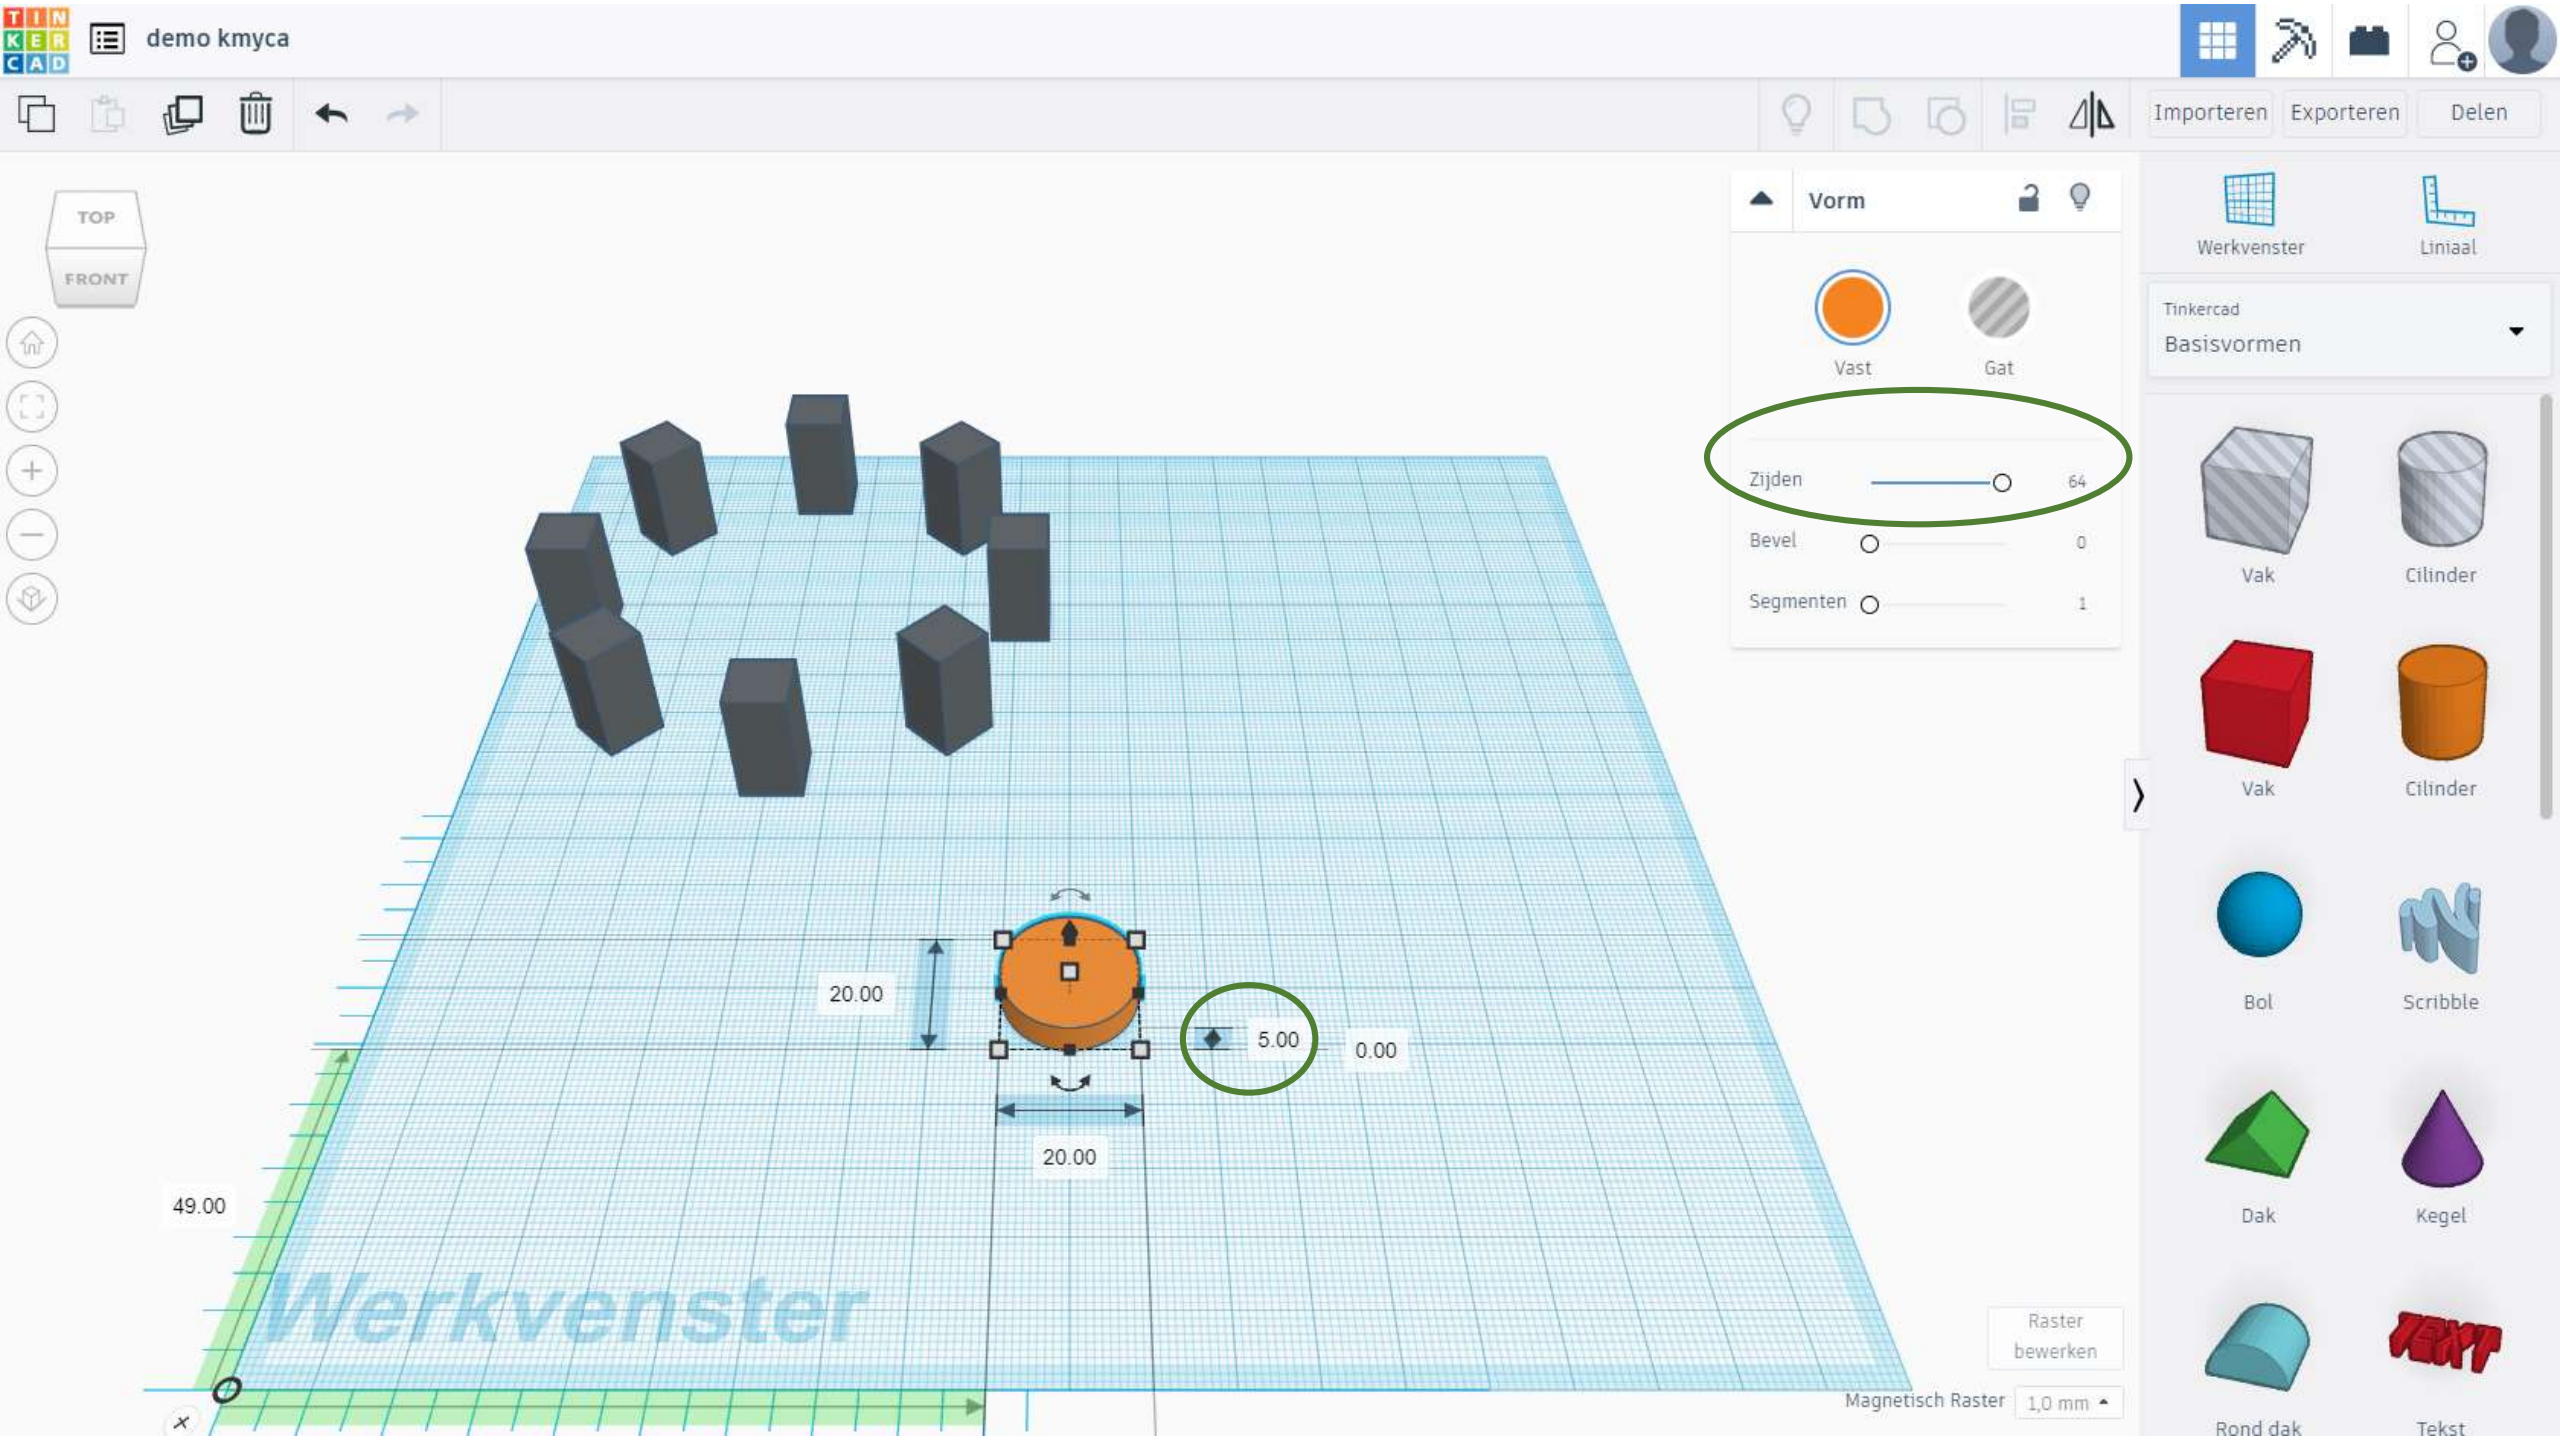 TIN
KER
CAD
demo kmyca
Importeren
Exporteren
Delen
TOP
FRONT
Vorm
Werkvenster
Liniaal
Vast
Gat
Tinkercad
Basisvormen
Zijden
64
Bevel
0
Segmenten
1
Vak
Cilinder
Vak
Cilinder
Bol
Scribble
20.00
5.00
0.00
20.00
49.00
Dak
Kegel
Werkvenster
TEXT
Raster
bewerken
Magnetisch Raster
1,0 mm
Rond dak
Tekst